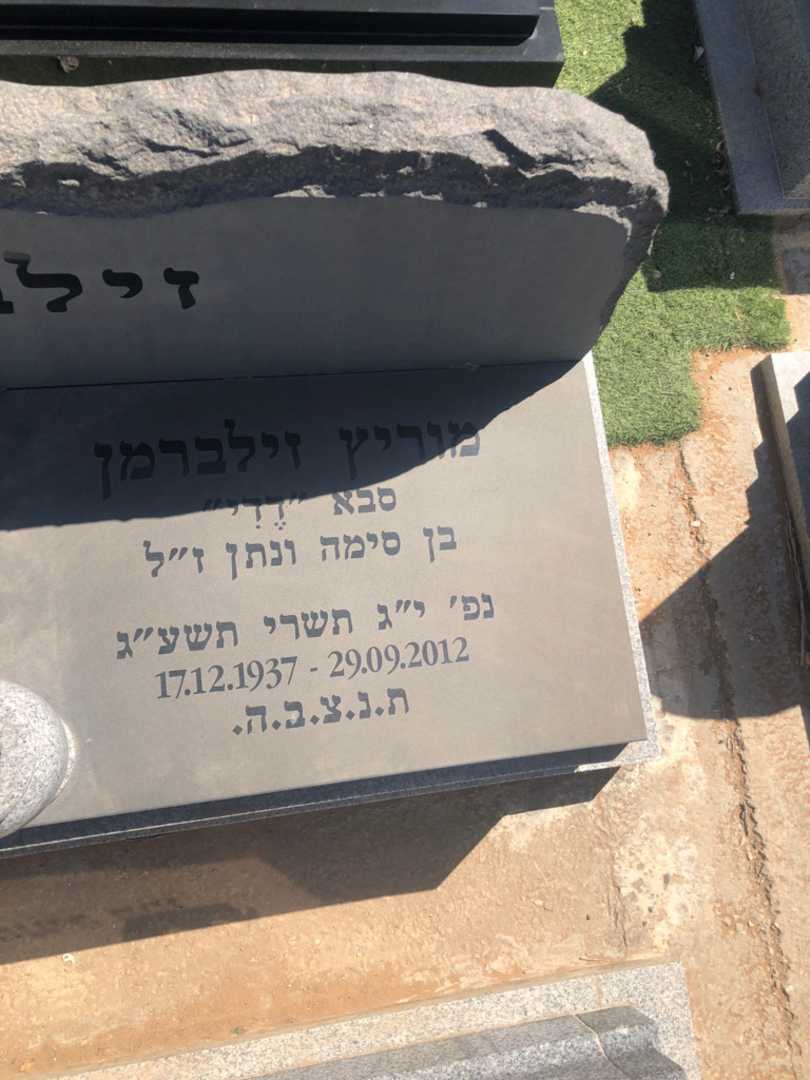 מוריץ זילברמן
סבא "דֶדִי"
בן סימה ונתן ז"ל
נפ' י"ג תשרי תשע"ג
17.12.1937 - 29.09.2012
ת.נ.צ.ב.ה.